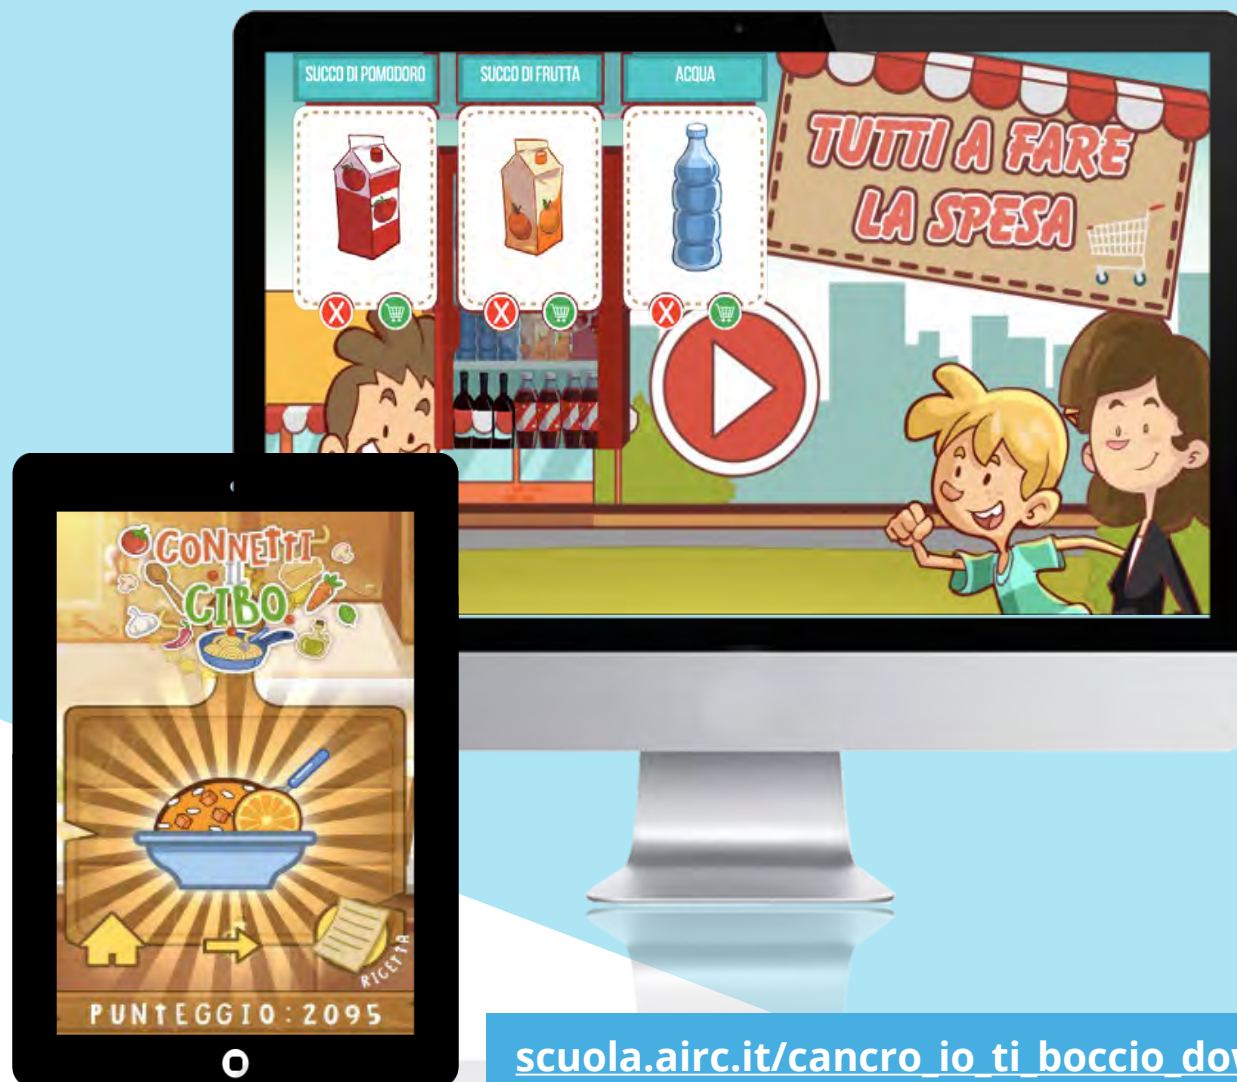 SUCCO DI POMODORO
SUCCO DI FRUTTA
ACQUA
TUTTI A FARE
LA SPESA
CONNETTI
IL
CIBO
RICETTA
PUNTEGGIO: 2095
scuola.airc.it/cancro_io_ti_boccio_dov